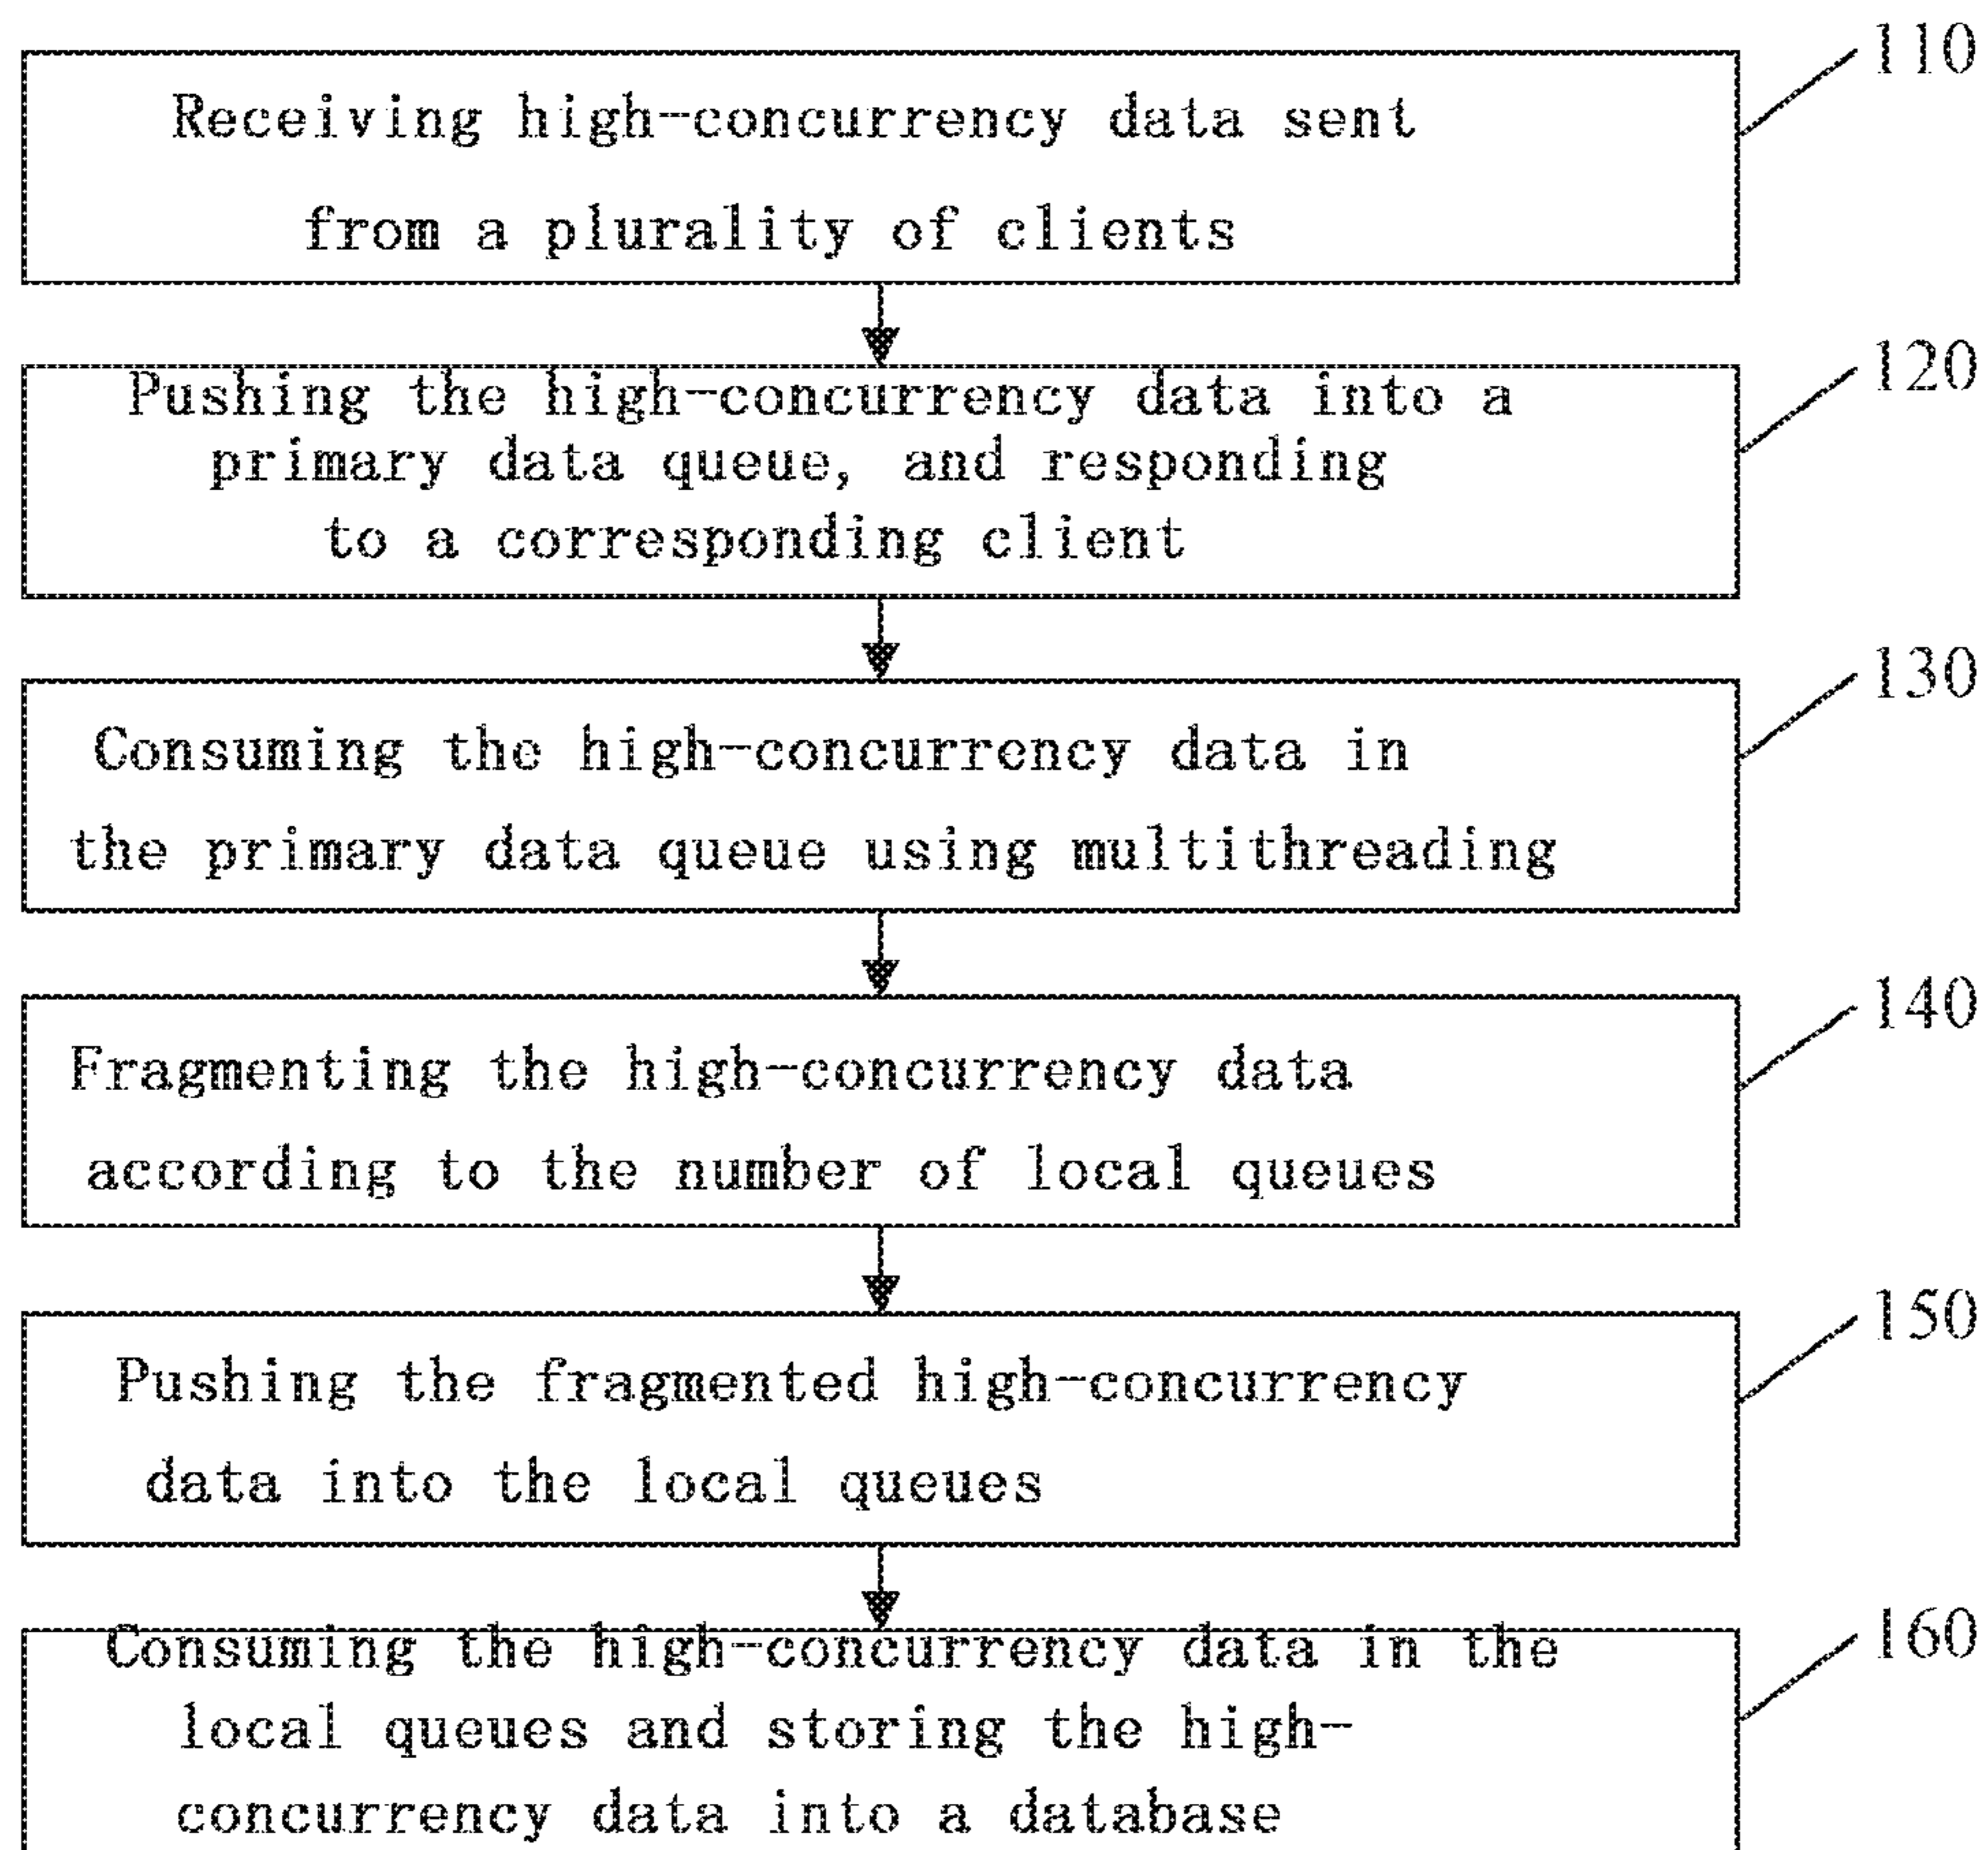 110
Receiving high-concurrency data sent
from a plurality of clients
120
Pushing the high-concurrency data into a
primary data queue, and responding
to a corresponding client
130
Consuming the high-concurrency data in
the primary data queue using multithreading
140
Fragmenting the high-concurrency data
according to the number of local queues
150
Pushing the fragmented high-concurrency
data into the local queues
160
Consuming the high-concurrency data in the
local queues and storing the high-
concurrency data into a database